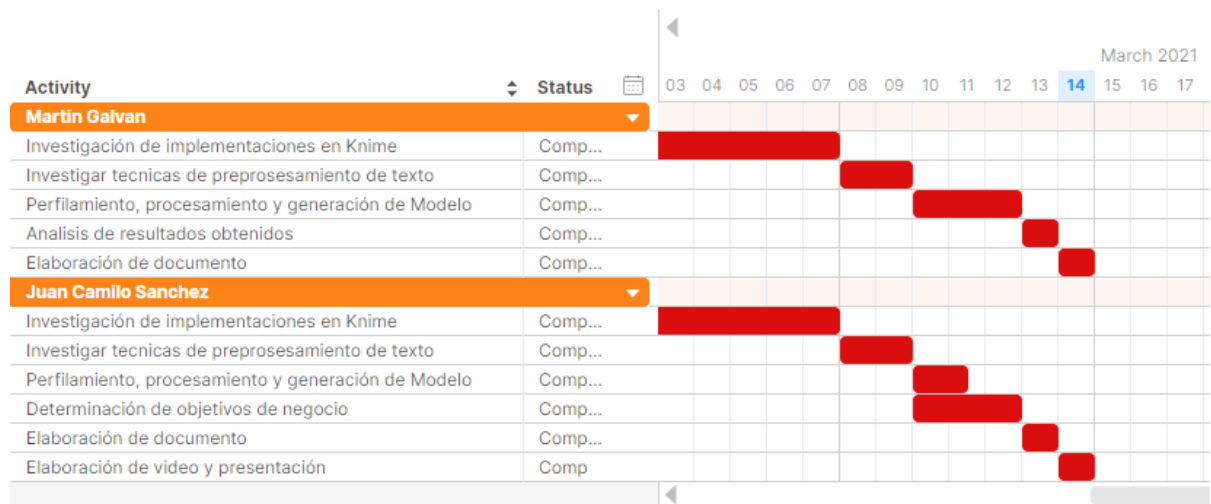 March 2021
Activity Status 03 04 05 06 07 08 09 10 11 12 13 14 15 16 17
Martin Galvan
Investigación de implementaciones en Knime Comp...
Investigar tecnicas de preprosesamiento de texto Comp...
Perfilamiento, procesamiento y generación de Modelo Comp...
Analisis de resultados obtenidos Comp...
Elaboración de documento Comp...
Juan Camilo Sanchez
Investigación de implementaciones en Knime Comp...
Investigar tecnicas de preprosesamiento de texto Comp...
Perfilamiento, procesamiento y generación de Modelo Comp...
Determinación de objetivos de negocio Comp...
Elaboración de documento Comp...
Elaboración de video y presentación Comp